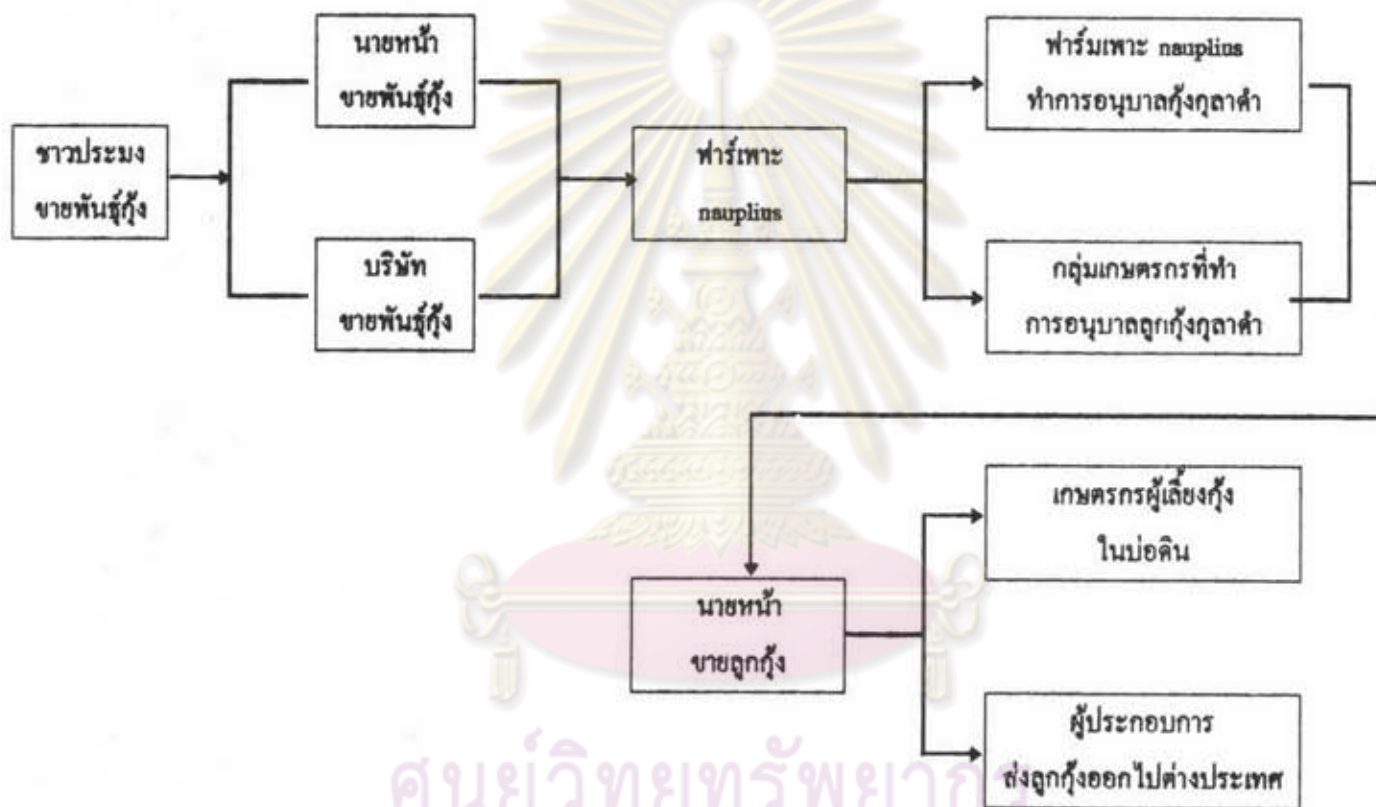 นายหน้า
ขายพันธุ์กุ้ง
ฟาร์มเพาะ nauplius
ทำการอนุบาลกุ้งกุลาดำ
ชาวประมง
ขายพันธุ์กุ้ง
ฟาร์เพาะ
nauplius
บริษัท
ขายพันธุ์กุ้ง
กลุ่มเกษตรกรที่ทำ
การอนุบาลลูกกุ้งกุลาดำ
เกษตรกรผู้เลี้ยงกุ้ง
ในบ่อดิน
นายหน้า
ขายลูกกุ้ง
ผู้ประกอบการ
ส่งลูกกุ้งออกไปต่างประเทศ
ศูนย์วิทยทรัพยากร